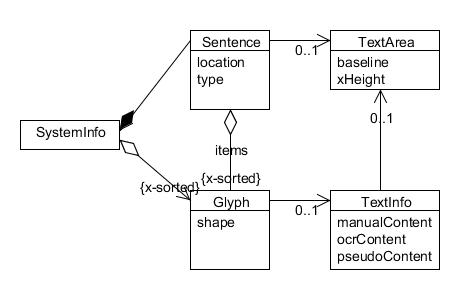 Sentence
location
type
0..1
TextArea
baseline
xHeight
0..1
SystemInfo
items
{x-sorted}
{x-sorted}
Glyph
shape
0..1
TextInfo
manualContent
ocrContent
pseudoContent